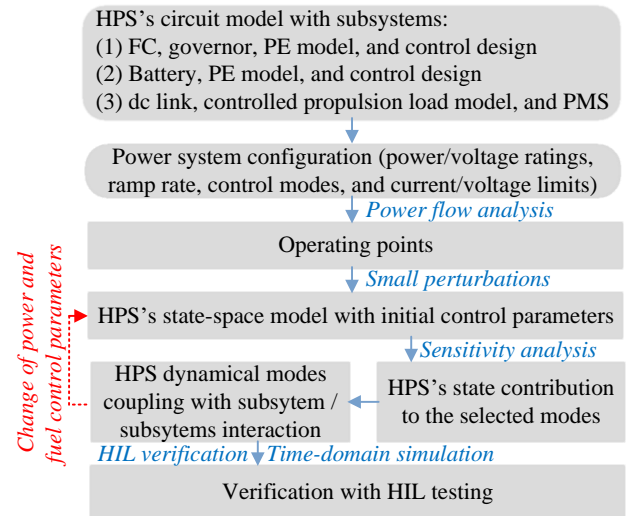 HPS's circuit model with subsystems:
(1) FC, governor, PE model, and control design
(2) Battery, PE model, and control design
(3) dc link, controlled propulsion load model, and PMS
Power system configuration (power/voltage ratings,
ramp rate, control modes, and current/voltage limits)
Power flow analysis
Operating points
Small perturbations
Change of power and
fuel control parameters
HPS's state-space model with initial control parameters
Sensitivity analysis
HPS dynamical modes
coupling with subsytem /
subsystems interaction
HPS's state contribution
to the selected modes
HIL verification
Time-domain simulation
Verification with HIL testing